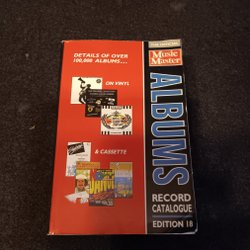 DETAILS OF OVER
100,000 ALBUMS....
ON VINYL
& CASSETTE
Music
Master
ALBUMS
RECORD
CATALOGUE
EDITION 18